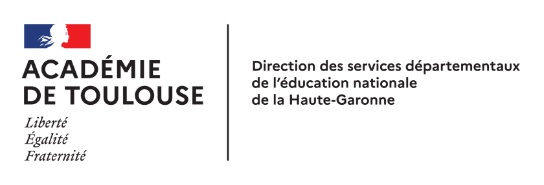 ACADÉMIE
DE TOULOUSE
Liberté
Égalité
Fraternité
Direction des services départementaux
de l'éducation nationale
de la Haute-Garonne